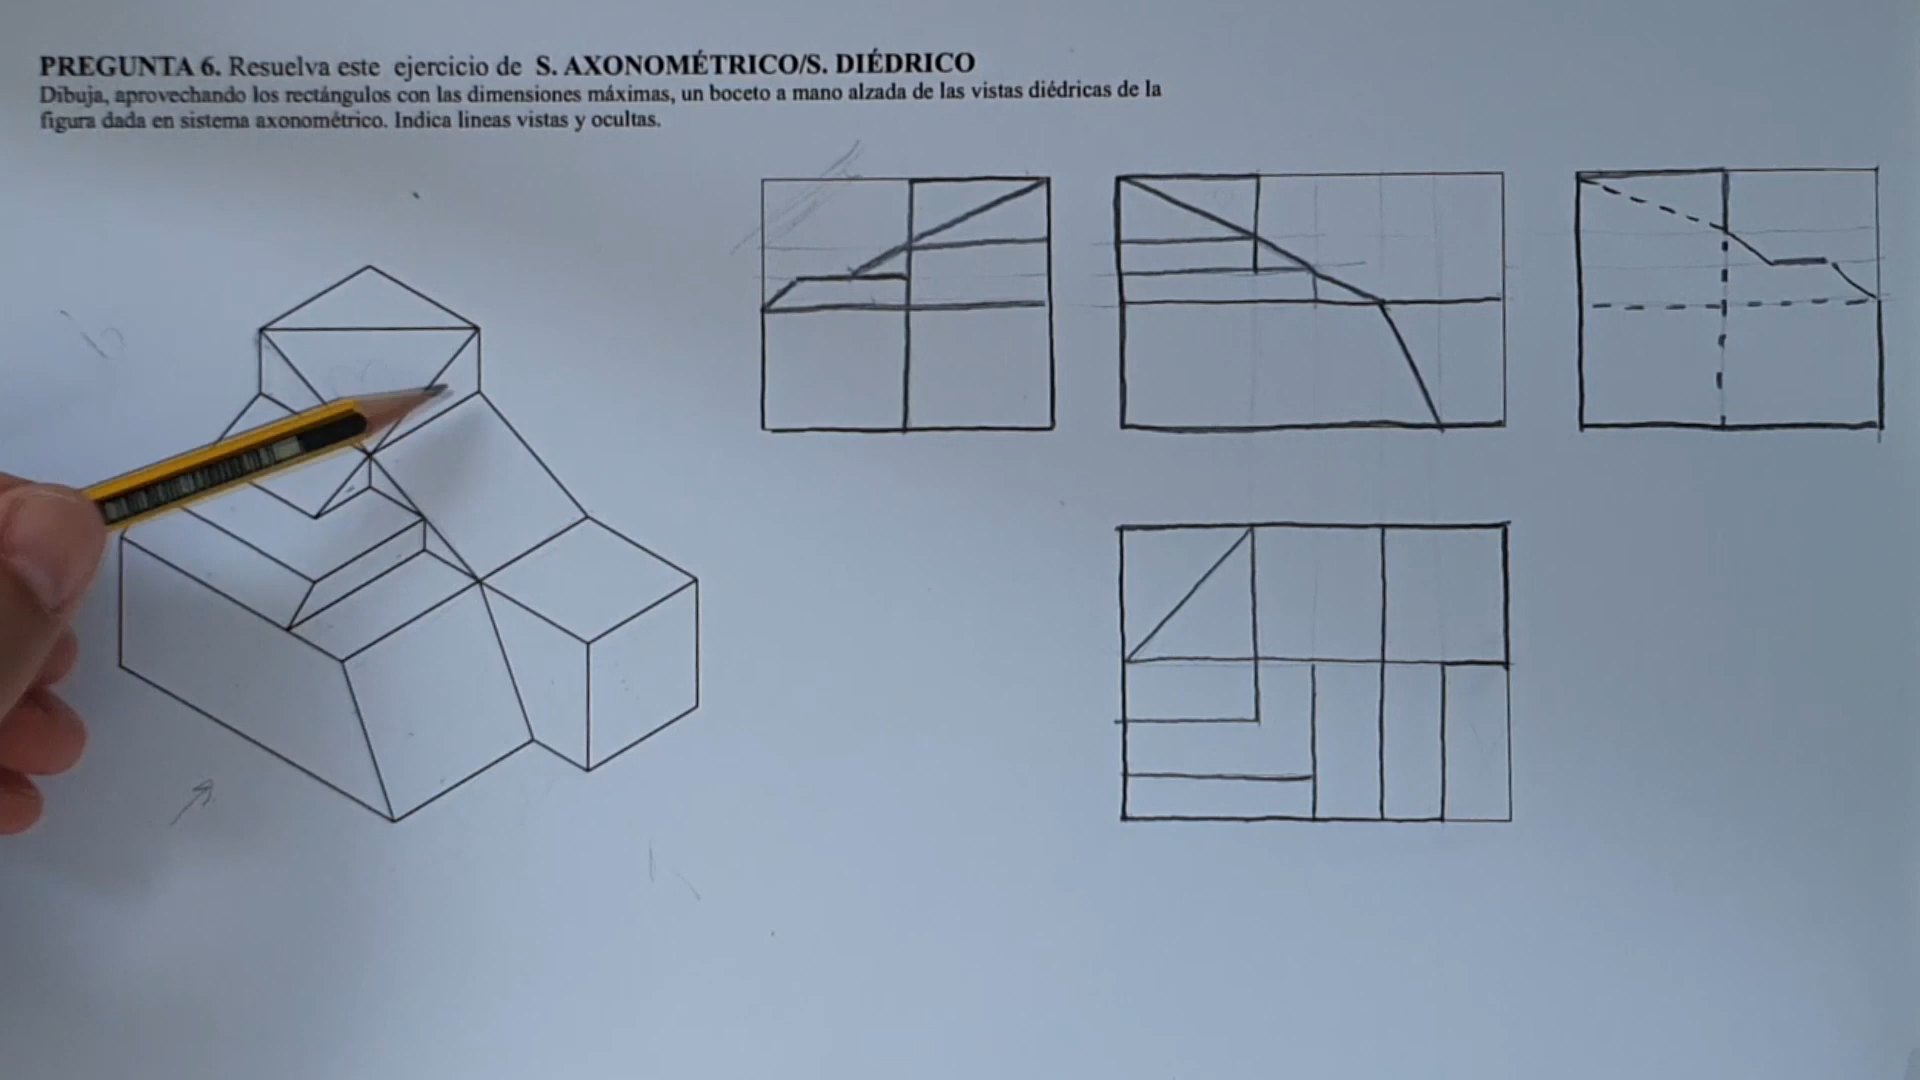 PREGUNTA 6. Resuelva este ejercicio de S. AXONOMÉTRICO/S. DIÉDRICO
Dibuja, aprovechando los rectángulos con las dimensiones máximas, un boceto a mano alzada de las vistas diédricas de la
figura dada en sistema axonométrico. Indica lineas vistas y ocultas.